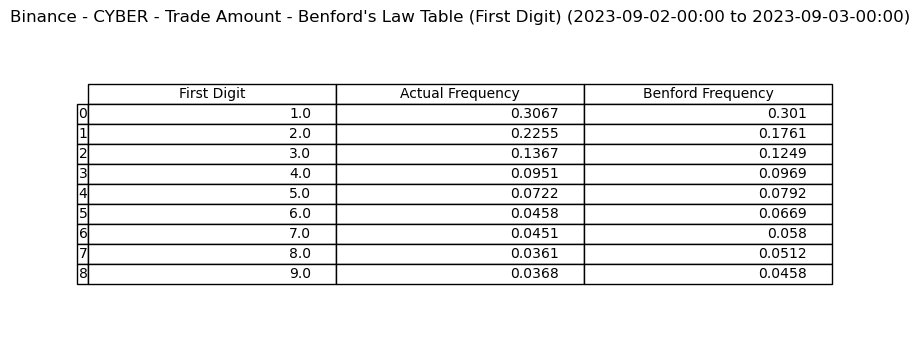 Binance - CYBER - Trade Amount - Benford's Law Table (First Digit) (2023-09-02-00:00 to 2023-09-03-00:00)
First Digit Actual Frequency Benford Frequency
0 1.0 0.3067 0.301
1 2.0 0.2255 0.1761
2 3.0 0.1367 0.1249
3 4.0 0.0951 0.0969
4 5.0 0.0722 0.0792
5 6.0 0.0458 0.0669
6 7.0 0.0451 0.058
7 8.0 0.0361 0.0512
8 9.0 0.0368 0.0458